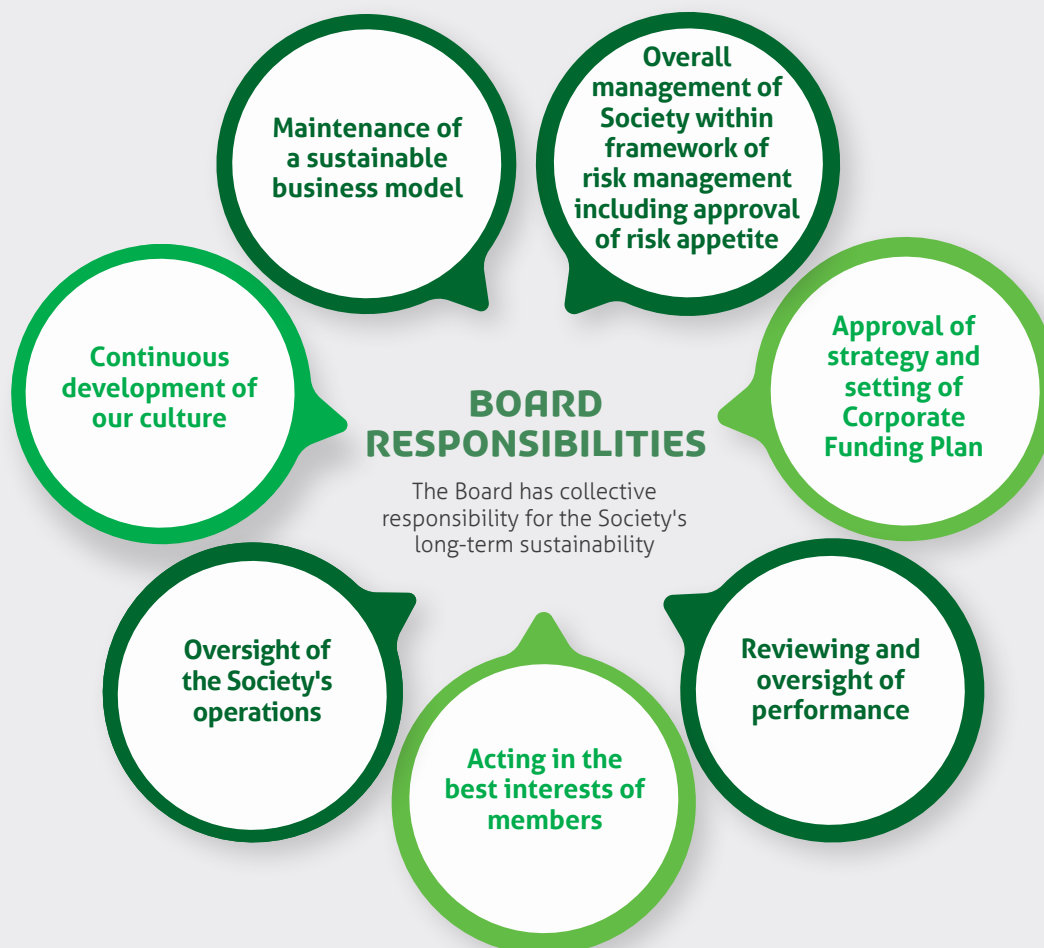 BOARD
RESPONSIBILITIES
The Board has collective
responsibility for the Society's
long-term sustainability
Overall
management of
Society within
framework of
risk management
including approval
of risk appetite
Approval of
strategy and
setting of
Corporate
Funding Plan
Reviewing and
oversight of
performance
Acting in the
best interests of
members
Oversight of
the Society's
operations
Continuous
development of
our culture
Maintenance of
a sustainable
business model